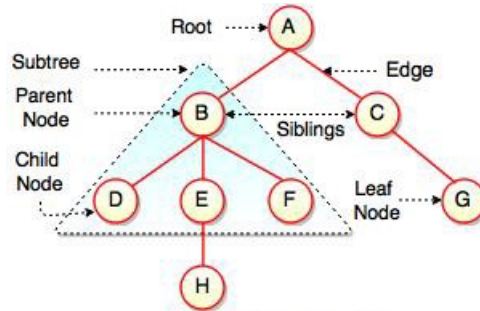 Root
A
Subtree
Edge
Parent
Node
B
Siblings
C
Child
Node
D
E
F
Leaf
Node
G
H